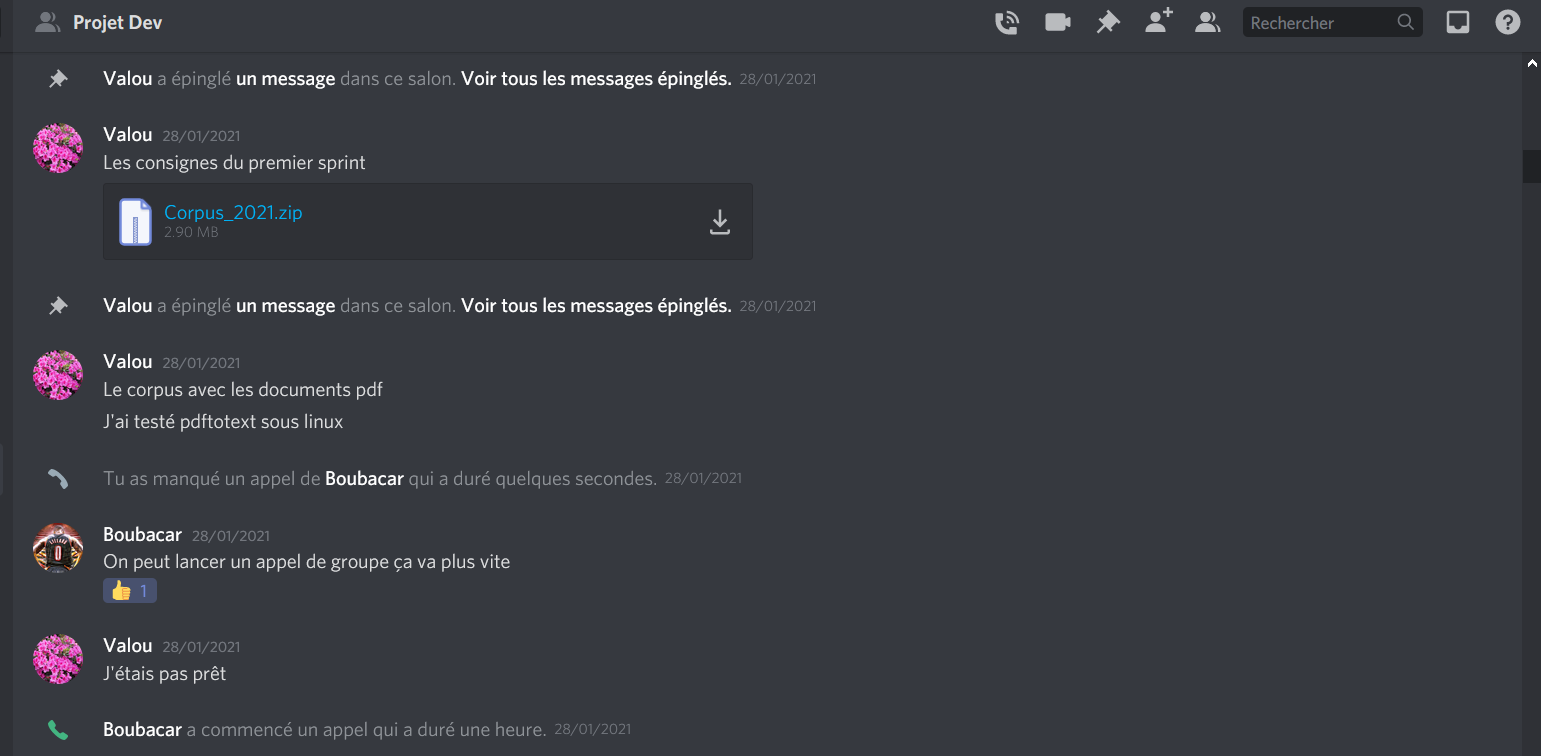 Projet Dev
Rechercher
Valou a épinglé un message dans ce salon. Voir tous les messages épinglés. 28/01/2021
Valou 28/01/2021
Les consignes du premier sprint
Corpus_2021.zip
2.90 MB
Valou a épinglé un message dans ce salon. Voir tous les messages épinglés. 28/01/2021
Valou 28/01/2021
Le corpus avec les documents pdf
J'ai testé pdftotext sous linux
Tu as manqué un appel de Boubacar qui a duré quelques secondes. 28/01/2021
Boubacar 28/01/2021
On peut lancer un appel de groupe ça va plus vite
👍 1
Valou 28/01/2021
J'étais pas prêt
Boubacar a commencé un appel qui a duré une heure. 28/01/2021